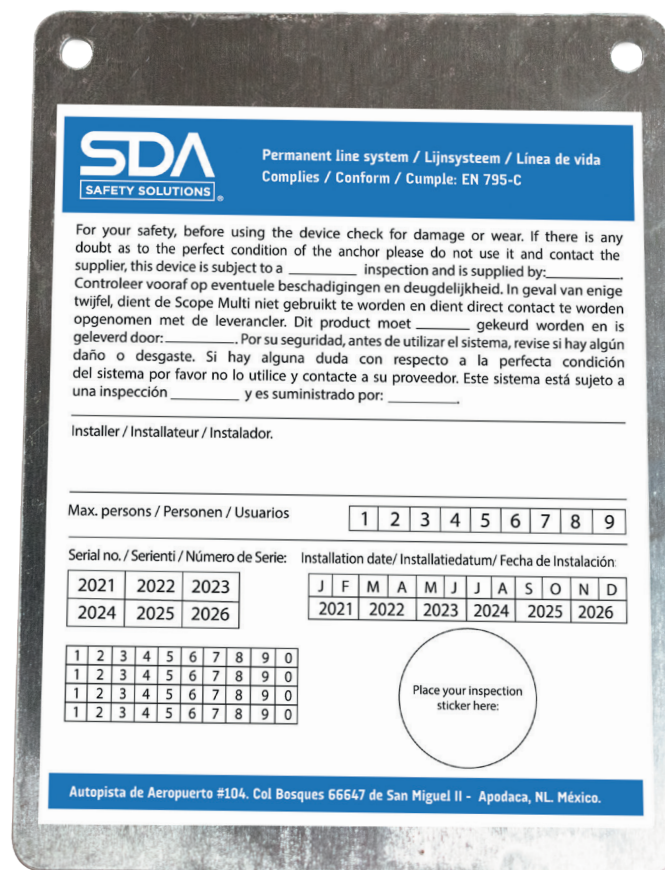 SDA
SAFETY SOLUTIONS ®
Permanent line system / Lijnsysteem / Línea de vida
Complies / Conform / Cumple: EN 795-C
For your safety, before using the device check for damage or wear. If there is any
doubt as to the perfect condition of the anchor please do not use it and contact the
supplier, this device is subject to a _________ inspection and is supplied by:__________.
Controleer vooraf op eventuele beschadigingen en deugdelijkheid. In geval van enige
twijfel, dient de Scope Multi niet gebruikt te worden en dient direct contact te worden
opgenomen met de leverancier. Dit product moet _______ gekeurd worden en is
geleverd door:_________. Por su seguridad, antes de utilizar el sistema, revise si hay algún
daño o desgaste. Si hay alguna duda con respecto a la perfecta condición
del sistema por favor no lo utilice y contacte a su proveedor. Este sistema está sujeto a
una inspección _________ y es suministrado por: _________.
Installer / Installateur / Instalador.
Max. persons / Personen / Usuarios 1 2 3 4 5 6 7 8 9
Serial no. / Serienti / Número de Serie:
2021 2022 2023
2024 2025 2026
1 2 3 4 5 6 7 8 9 0
1 2 3 4 5 6 7 8 9 0
1 2 3 4 5 6 7 8 9 0
1 2 3 4 5 6 7 8 9 0
Installation date/ Installatiedatum/ Fecha de Instalación:
J F M A M J J A S O N D
2021 2022 2023 2024 2025 2026
Place your inspection
sticker here:
Autopista de Aeropuerto #104. Col Bosques 66647 de San Miguel II - Apodaca, NL. México.